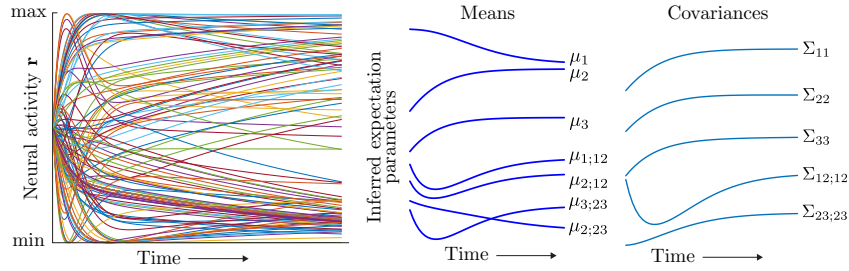 max
Neural activity r
min
Time
Means
Inferred expectation
parameters
μ₁
μ₂
μ₃
μ₁;₁₂
μ₂;₁₂
μ₃;₂₃
μ₂;₂₃
Time
Covariances
Σ₁₁
Σ₂₂
Σ₃₃
Σ₁₂;₁₂
Σ₂₃;₂₃
Time